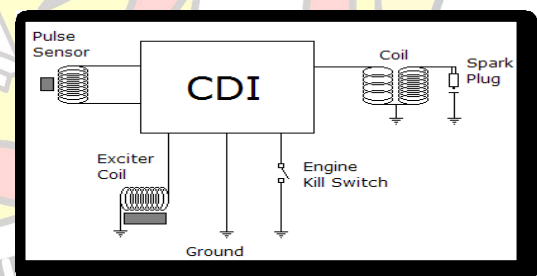 Pulse
Sensor
CDI
Coil
Spark
Plug
Exciter
Coil
Engine
Kill Switch
Ground